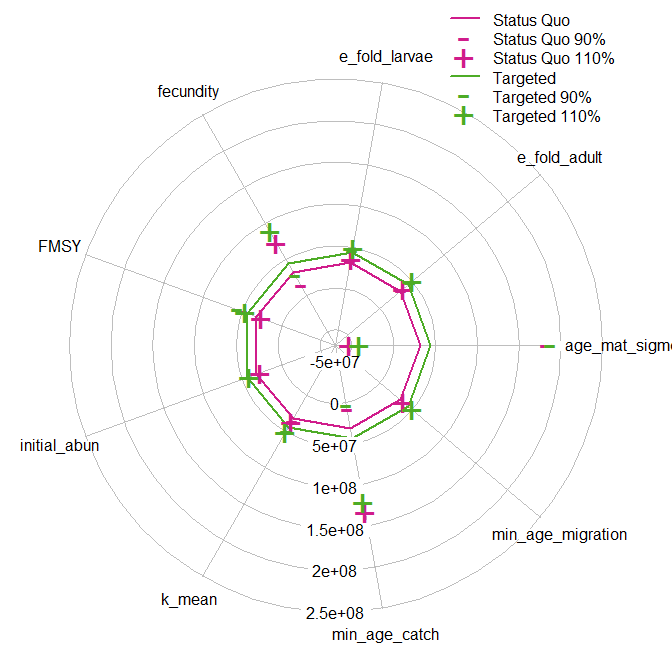 Status Quo
Status Quo 90%
Status Quo 110%
Targeted
Targeted 90%
Targeted 110%
e_fold_larvae
fecundity
e_fold_adult
FMSY
age_mat_sigm
-5e+07
0
5e+07
initial_abun
1e+08
1.5e+08
min_age_migration
2e+08
k_mean
2.5e+08
min_age_catch